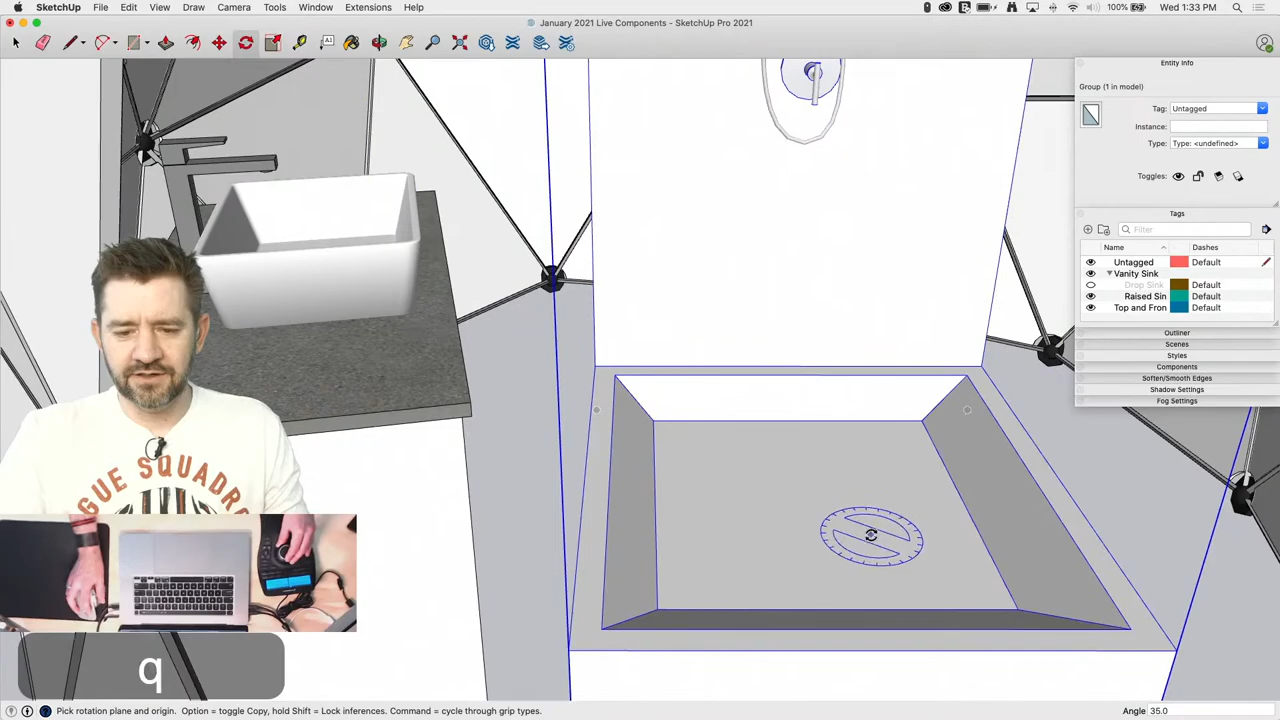 SketchUp File Edit View Draw Camera Tools Window Extensions Help
100% Wed 1:33 PM
January 2021 Live Components - SketchUp Pro 2021
Entity Info
Group (1 in model)
Tag: Untagged
Instance:
Type: Type: <undefined>
Toggles:
Tags
Filter
Name Dashes
Untagged Default
Vanity Sink
Drop Sink Default
Raised Sin Default
Top and Fron Default
Outliner
Scenes
Styles
Components
Soften/Smooth Edges
Shadow Settings
Fog Settings
GUE SQUADR
q
Pick rotation plane and origin. Option = toggle Copy, hold Shift = Lock inferences. Command = cycle through grip types.
Angle 35.0